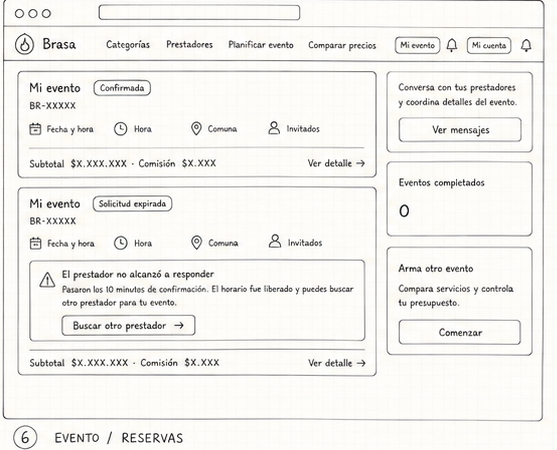 Brasa
Categorías Prestadores Planificar evento Comparar precios Mi evento Mi cuenta
Mi evento Confirmada
BR-XXXXX
Fecha y hora Hora Comuna Invitados
Subtotal $X.XXX.XXX · Comisión $X.XXX Ver detalle →
Mi evento Solicitud expirada
BR-XXXXX
Fecha y hora Hora Comuna Invitados
El prestador no alcanzó a responder
Pasaron los 10 minutos de confirmación. El horario fue liberado y puedes buscar
otro prestador para tu evento.
Buscar otro prestador →
Subtotal $X.XXX.XXX · Comisión $X.XXX Ver detalle →
Conversa con tus prestadores
y coordina detalles del evento.
Ver mensajes
Eventos completados
0
Arma otro evento
Compara servicios y controla
tu presupuesto.
Comenzar
6 EVENTO / RESERVAS